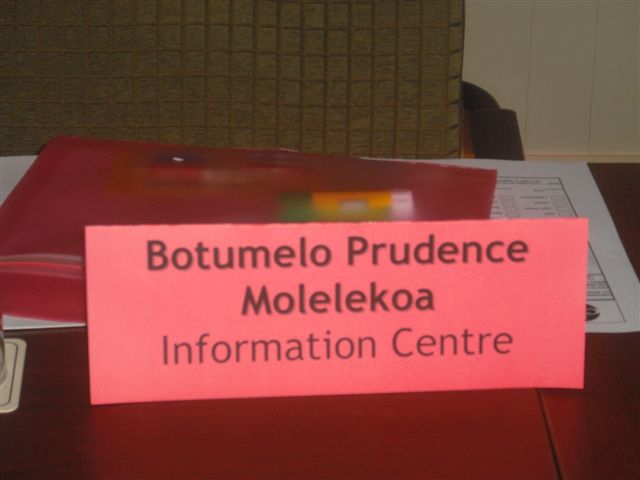 Botumelo Prudence
Molelekoa
Information Centre